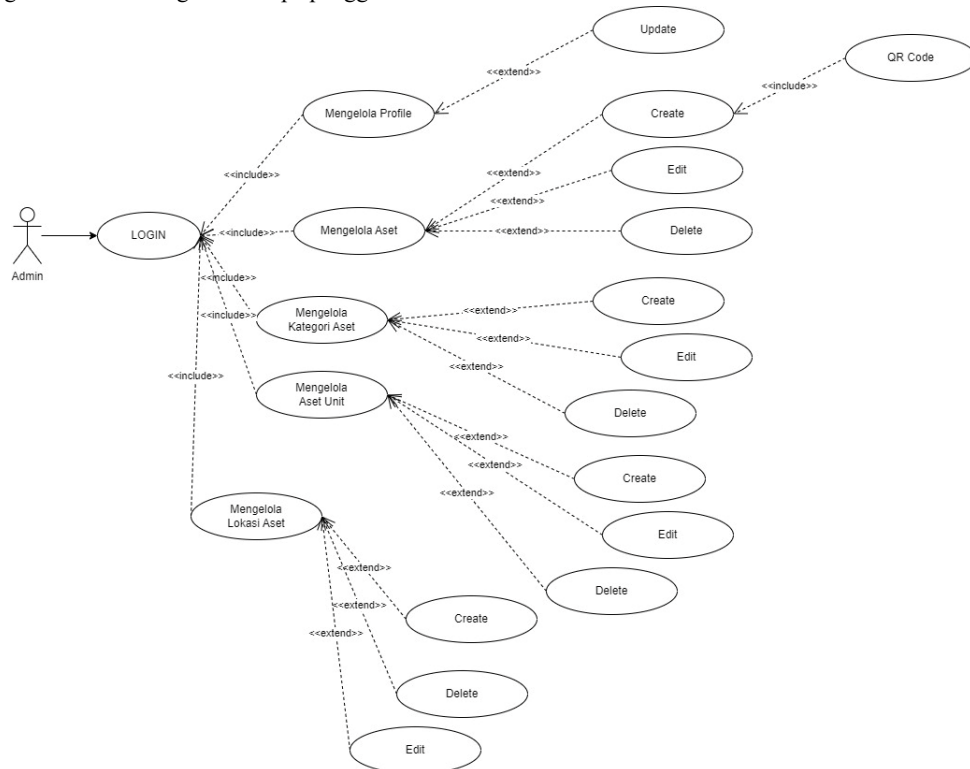 Update
<<extend>>
QR Code
<<include>>
Mengelola Profile
Create
<<extend>>
Edit
<<include>>
<<extend>>
LOGIN
<<include>>
Mengelola Aset
<<extend>>
Delete
Admin
<<include>>
Mengelola
Kategori Aset
<<extend>>
Create
<<include>>
<<extend>>
Edit
<<extend>>
Delete
<<include>>
Mengelola
Aset Unit
<<extend>>
Create
<<extend>>
Edit
<<extend>>
Delete
Mengelola
Lokasi Aset
<<extend>>
Create
<<extend>>
Delete
<<extend>>
Edit